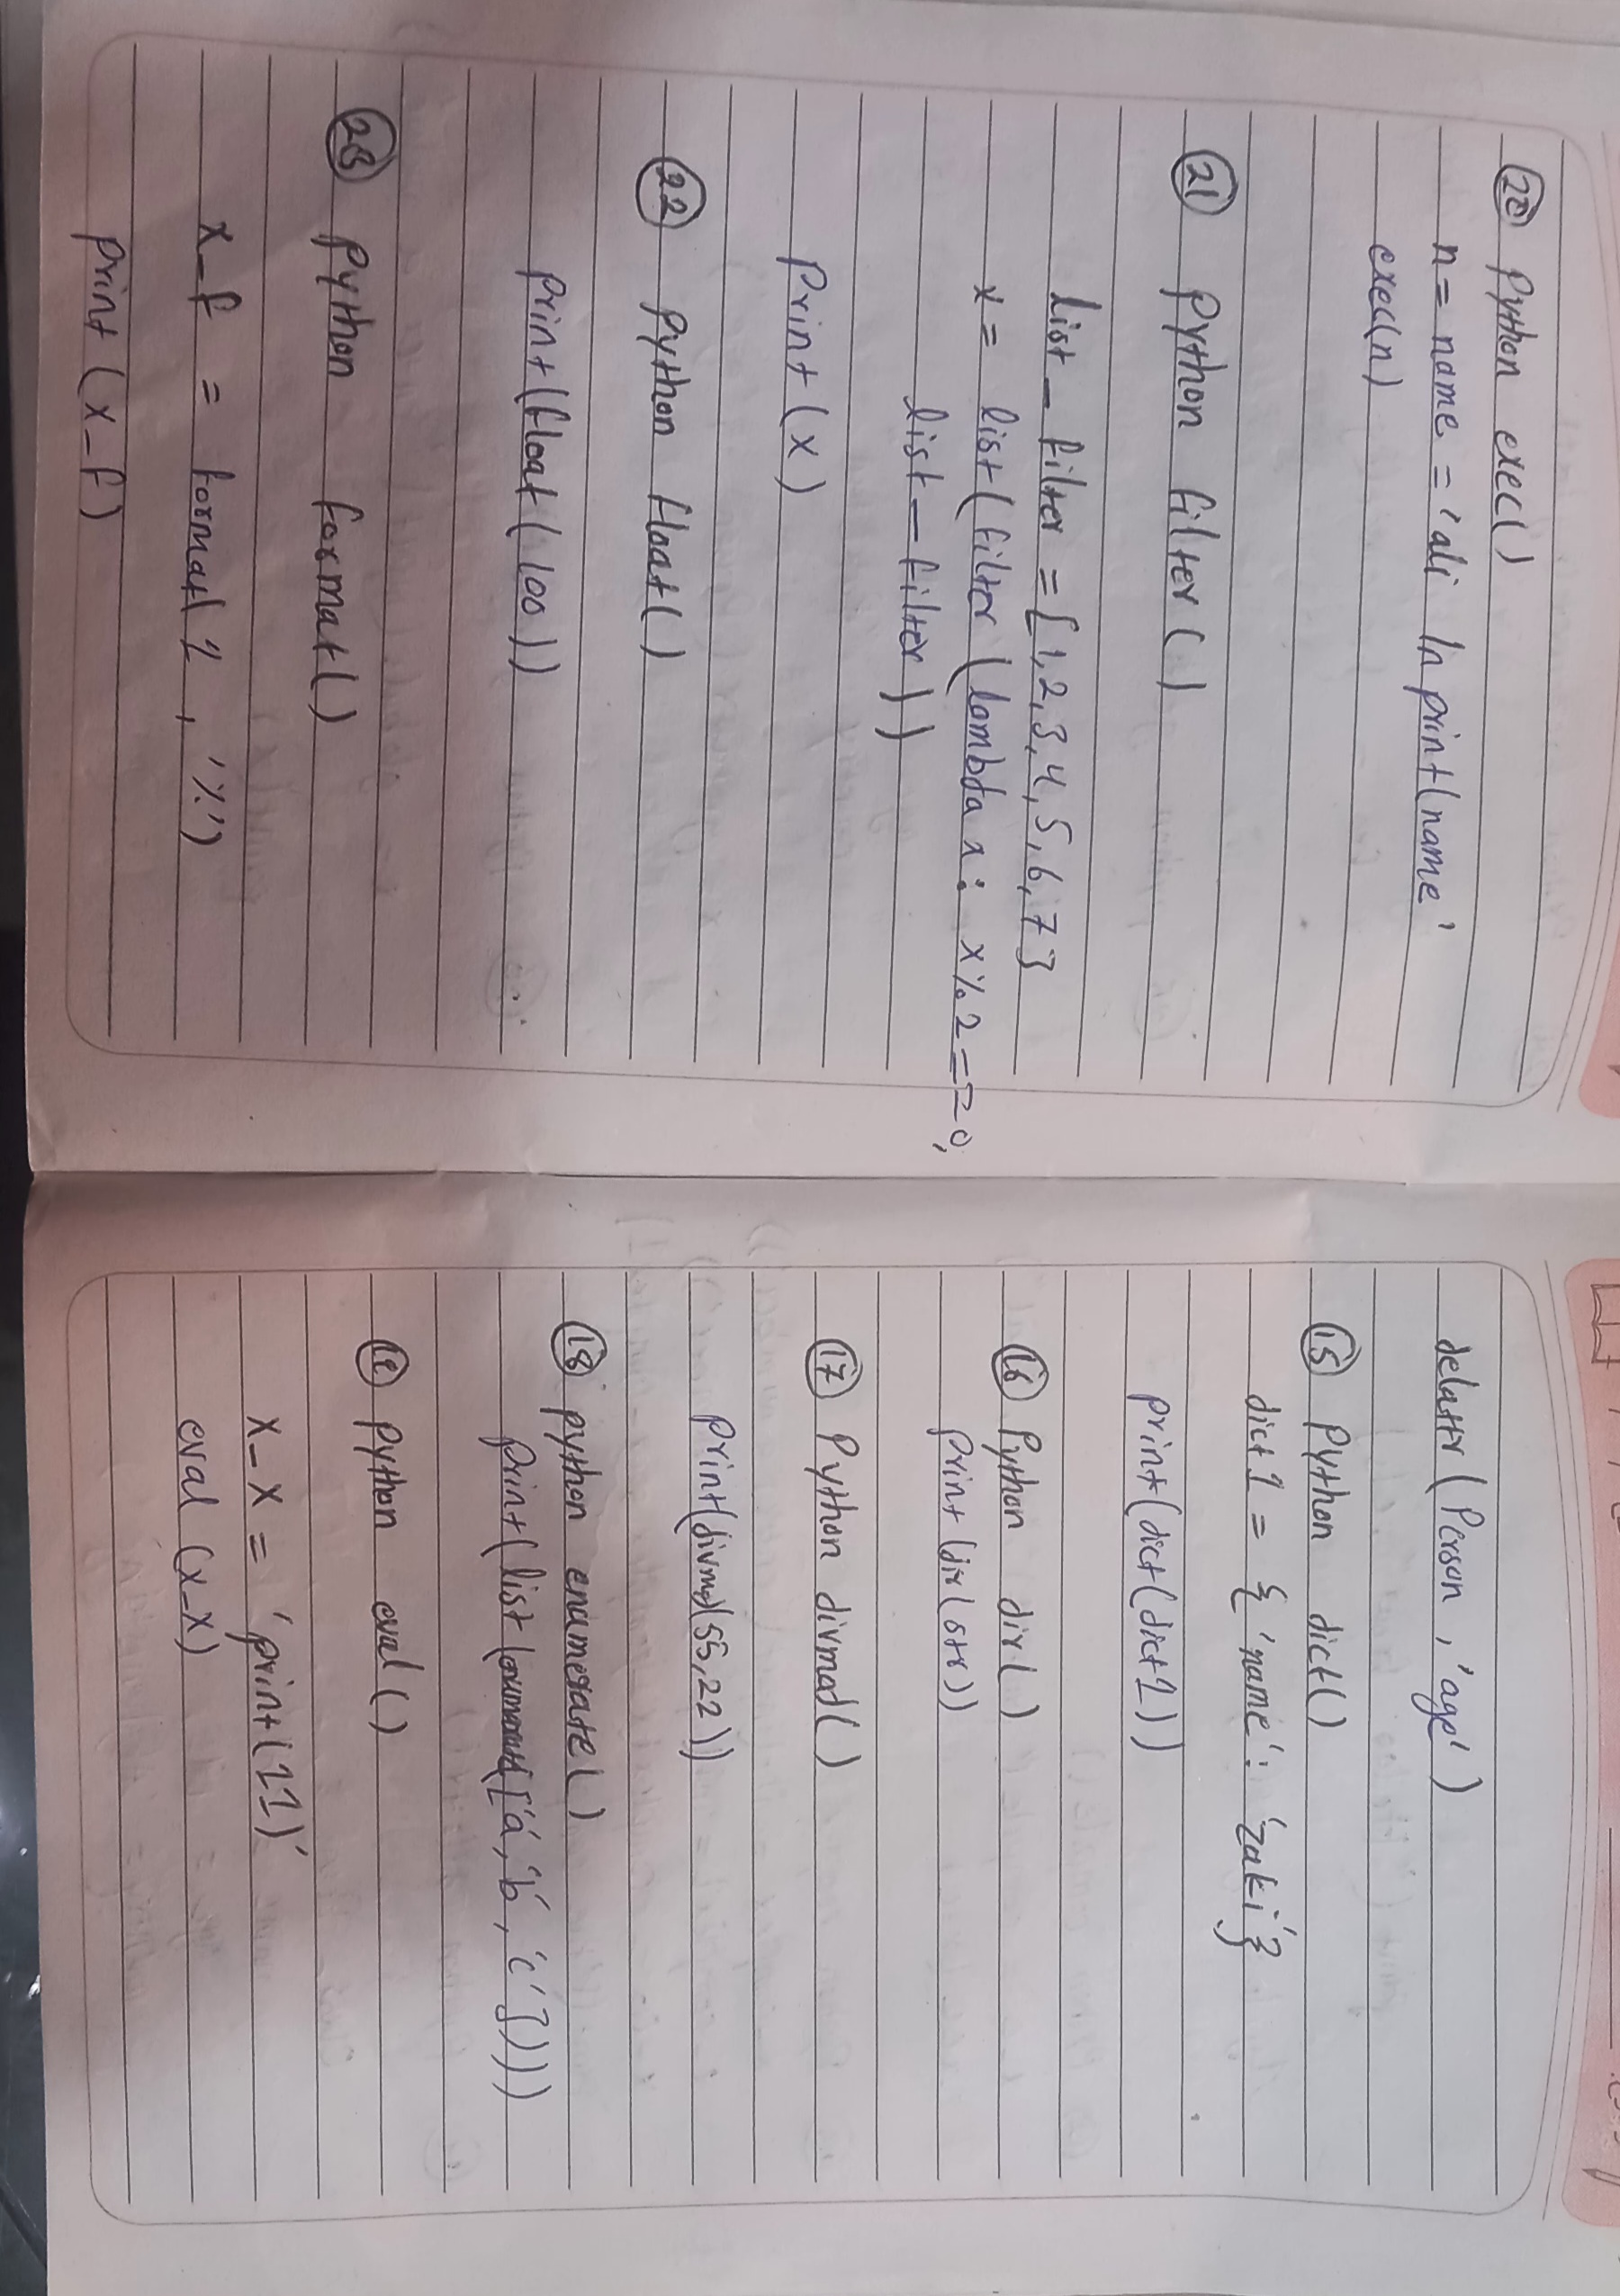 20 Python exec()
n = name = 'ali \n print(name'
exec(n)
21 Python filter()
list_filter = [1,2,3,4,5,6,7]
x = list(filter(lambda x: x%2==0,
list_filter))
print(x)
22 Python float()
print(float(100))
23 Python format()
x_f = format(2, '%')
print(x_f)
delattr(Person, 'age')
15 Python dict()
dict1 = {'name': 'zaki'}
print(dict(dict1))
16 Python dir()
print(dir(str))
17 Python divmod()
print(divmod(55,22))
18 python enumerate()
print(list(enumerate(['a','b','c'])))
19 Python eval()
x_x = 'print(11)'
eval(x_x)